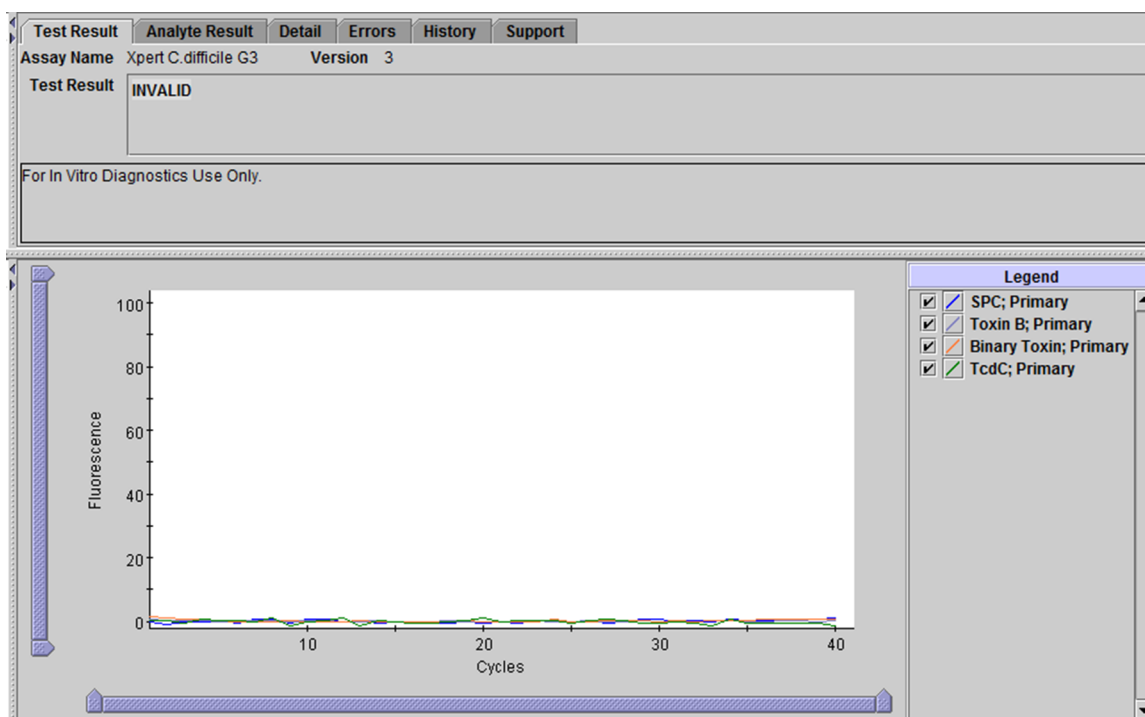 Test Result Analyte Result Detail Errors History Support
Assay Name Xpert C.difficile G3 Version 3
Test Result INVALID
For In Vitro Diagnostics Use Only.
Legend
SPC; Primary
Toxin B; Primary
Binary Toxin; Primary
TcdC; Primary
100
80
60
40
20
0
Fluorescence
10 20 30 40
Cycles